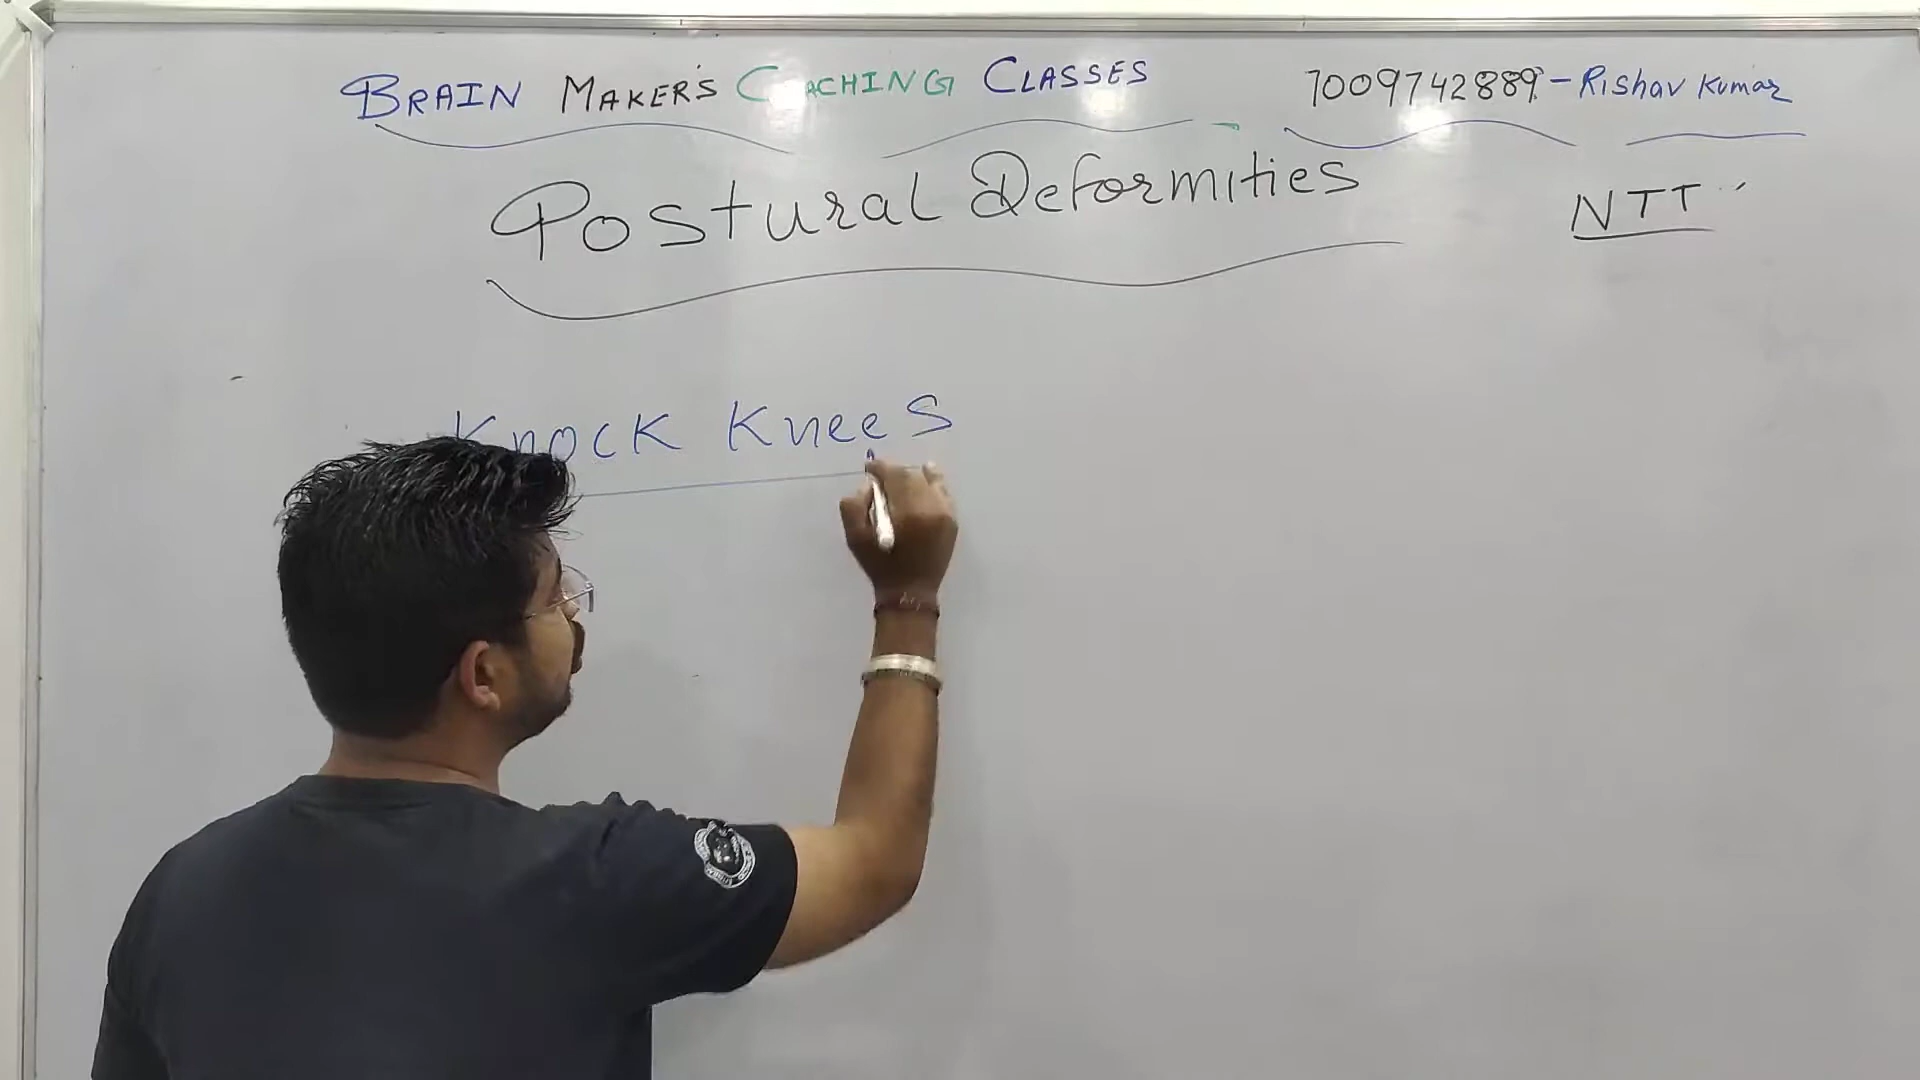 BRAIN MAKER'S COACHING CLASSES 7009742889 - Rishav Kumar
Postural Deformities
NTT
Knock Knees